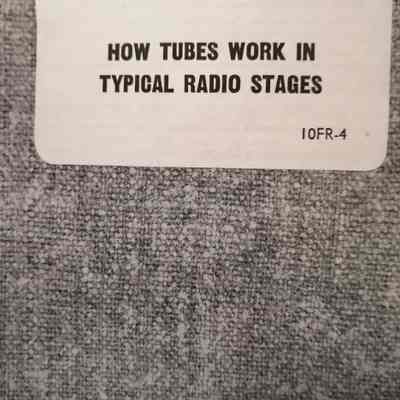 HOW TUBES WORK IN
TYPICAL RADIO STAGES
10FR-4